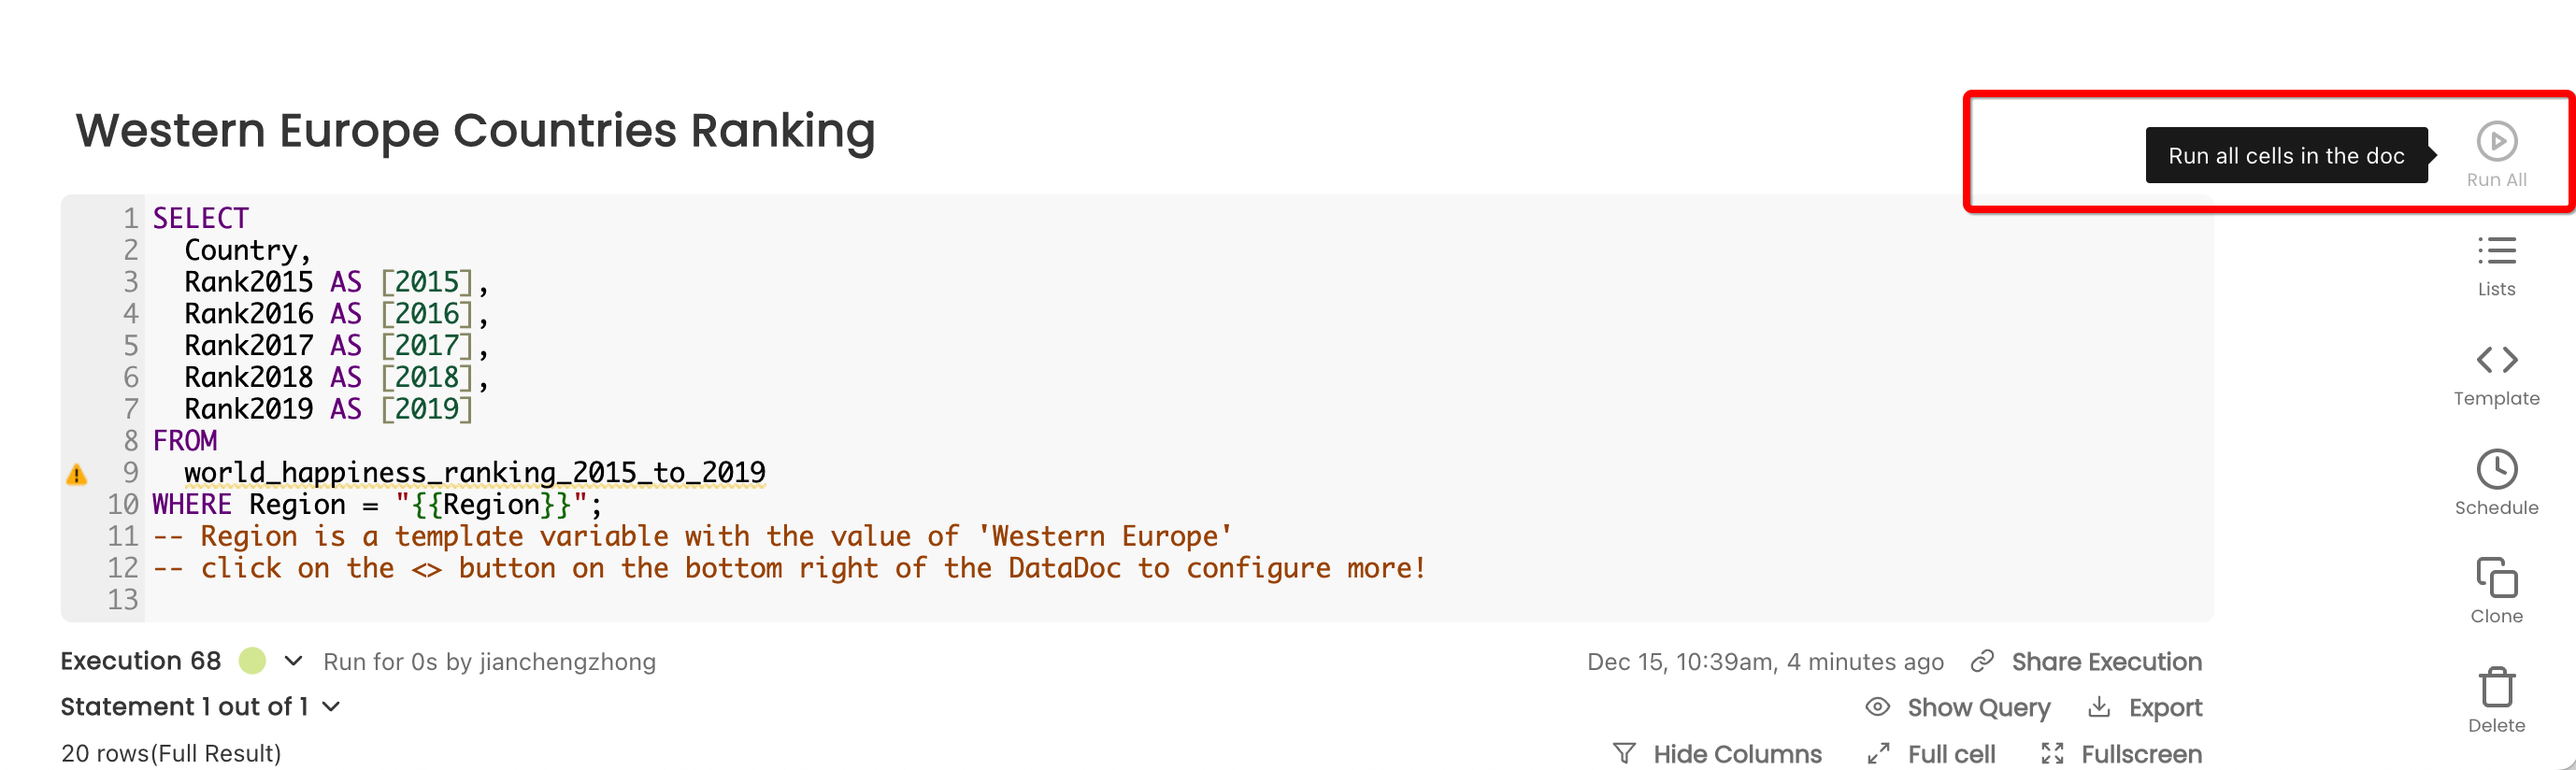 Western Europe Countries Ranking
Run all cells in the doc
Run All
1 SELECT
2 Country,
3 Rank2015 AS [2015],
4 Rank2016 AS [2016],
5 Rank2017 AS [2017],
6 Rank2018 AS [2018],
7 Rank2019 AS [2019]
8 FROM
9 world_happiness_ranking_2015_to_2019
10 WHERE Region = "{{Region}}";
11 -- Region is a template variable with the value of 'Western Europe'
12 -- click on the <> button on the bottom right of the DataDoc to configure more!
13
Lists
Template
Schedule
Clone
Delete
Execution 68 Run for 0s by jianchengzhong
Dec 15, 10:39am, 4 minutes ago Share Execution
Statement 1 out of 1
Show Query Export
20 rows(Full Result)
Hide Columns Full cell Fullscreen